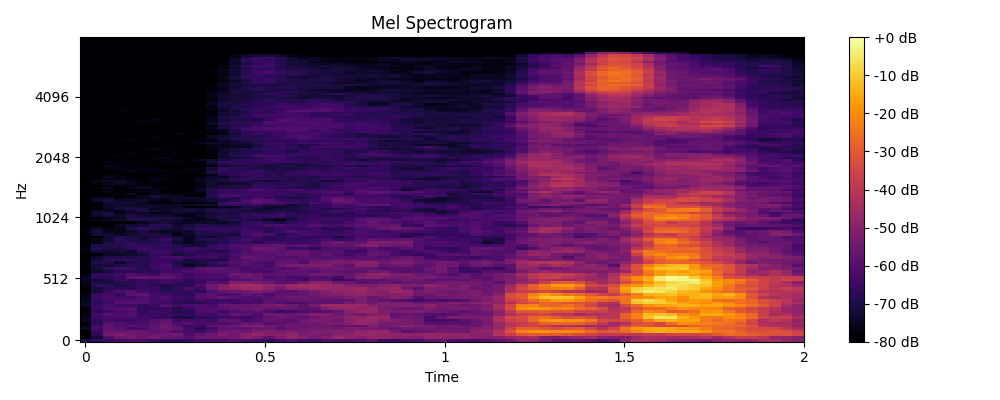 Mel Spectrogram
Hz
4096
2048
1024
512
0
0 0.5 1 1.5 2
Time
+0 dB
-10 dB
-20 dB
-30 dB
-40 dB
-50 dB
-60 dB
-70 dB
-80 dB